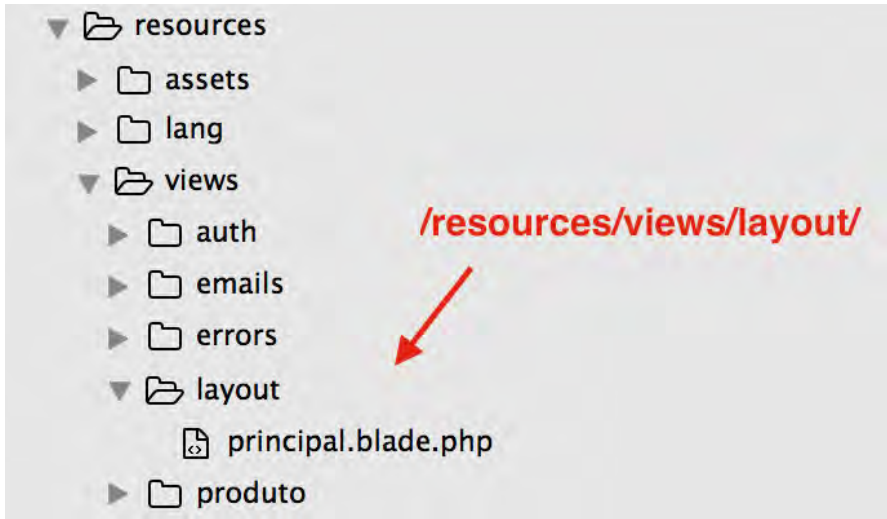 resources
assets
lang
views
auth
/resources/views/layout/
emails
errors
layout
principal.blade.php
produto